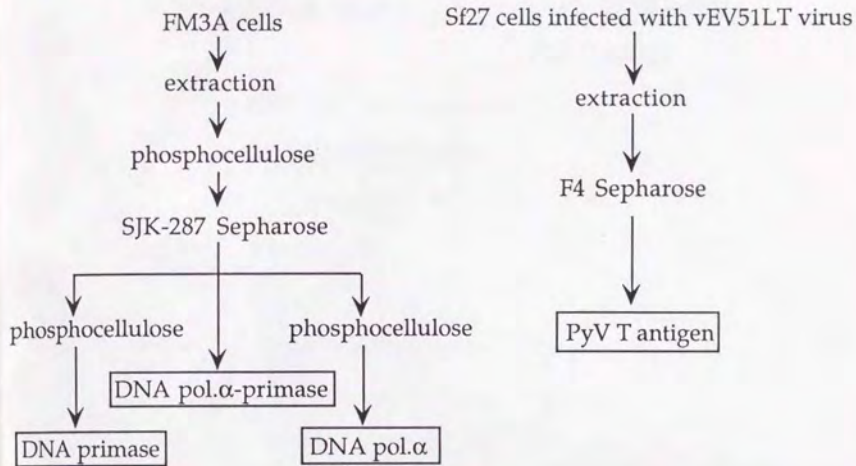 FM3A cells
extraction
phosphocellulose
SJK-287 Sepharose
phosphocellulose
phosphocellulose
DNA pol.α-primase
DNA primase
DNA pol.α
Sf27 cells infected with vEV51LT virus
extraction
F4 Sepharose
PyV T antigen